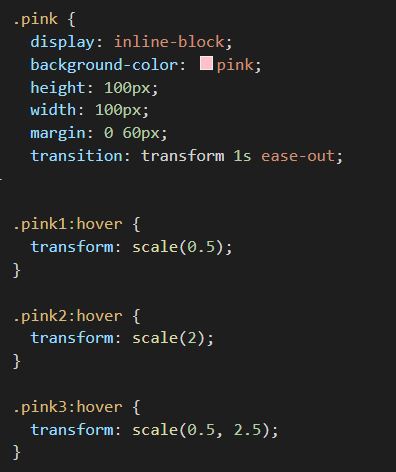 .pink {
  display: inline-block;
  background-color: pink;
  height: 100px;
  width: 100px;
  margin: 0 60px;
  transition: transform 1s ease-out;
.pink1:hover {
  transform: scale(0.5);
}
.pink2:hover {
  transform: scale(2);
}
.pink3:hover {
  transform: scale(0.5, 2.5);
}